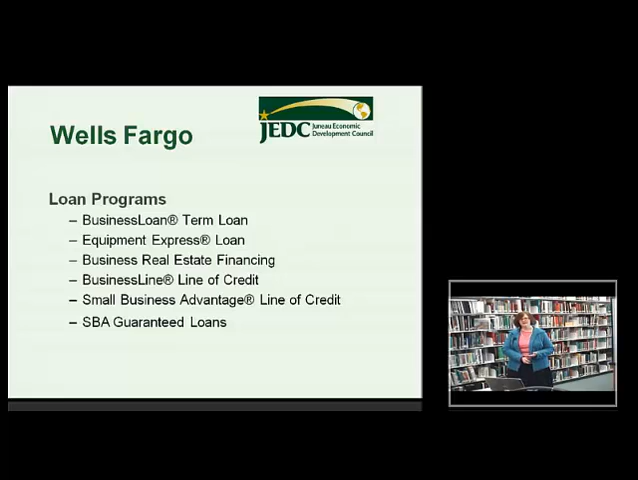 Wells Fargo
JEDC Juneau Economic
Development Council
Loan Programs
– BusinessLoan® Term Loan
– Equipment Express® Loan
– Business Real Estate Financing
– BusinessLine® Line of Credit
– Small Business Advantage® Line of Credit
– SBA Guaranteed Loans